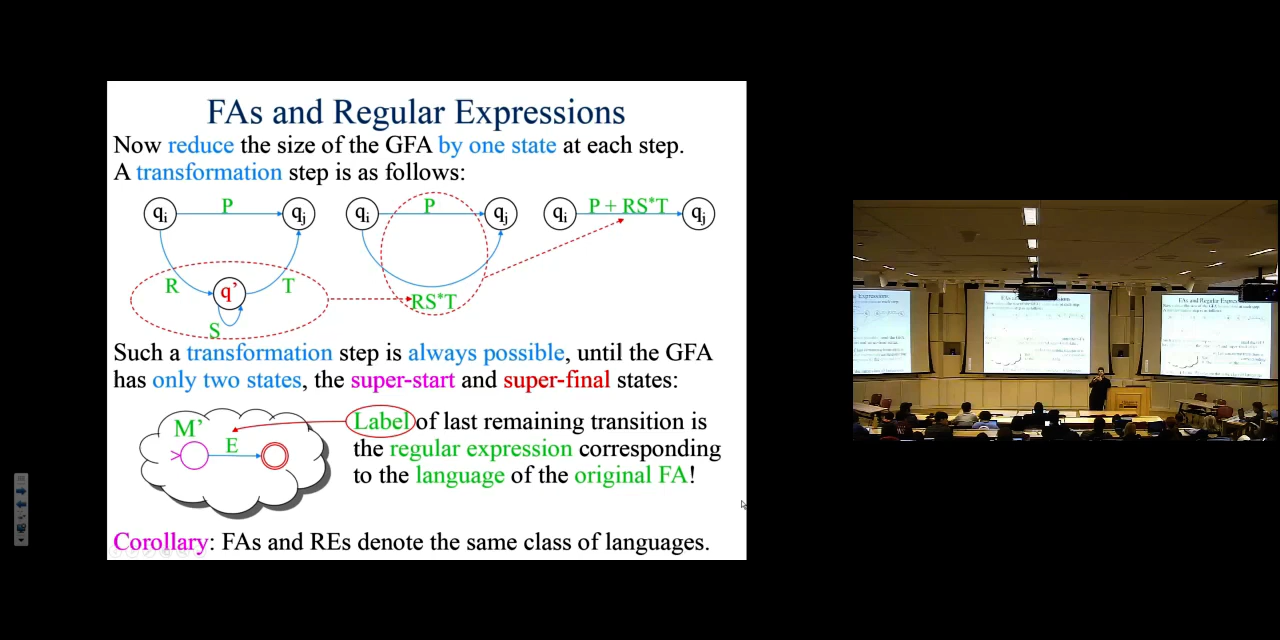 FAs and Regular Expressions
Now reduce the size of the GFA by one state at each step.
A transformation step is as follows:
qi P qj qi P qj qi P + RS*T qj
R q' T
S
RS*T
Such a transformation step is always possible, until the GFA
has only two states, the super-start and super-final states:
M'
E
Label of last remaining transition is
the regular expression corresponding
to the language of the original FA!
Corollary: FAs and REs denote the same class of languages.